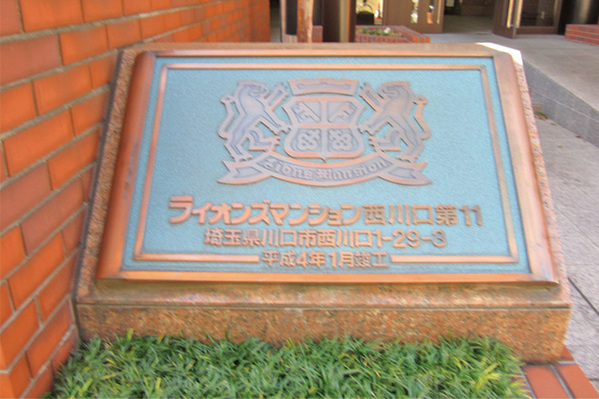 Lions Mansion
ライオンズマンション西川口第11
埼玉県川口市西川口1-29-3
平成4年1月竣工